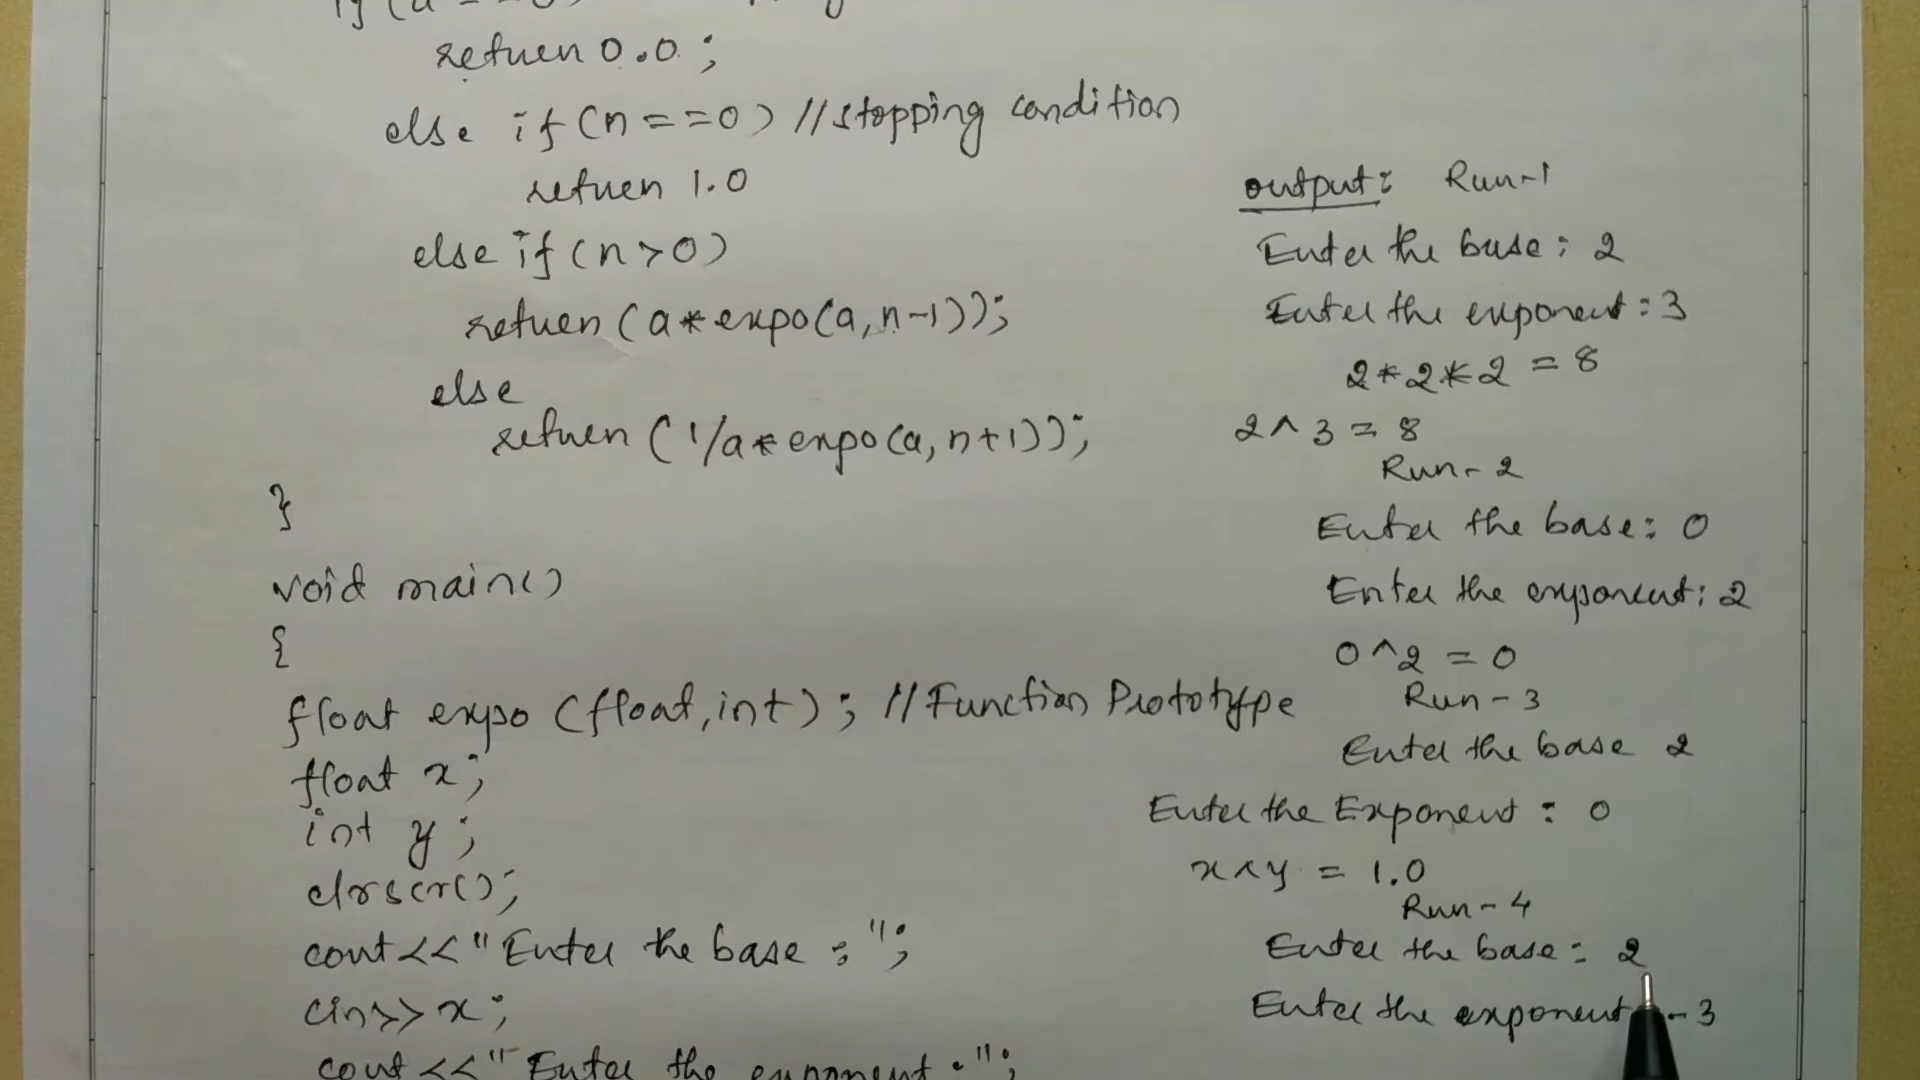 return 0.0;
else if (n==0) //stopping condition
return 1.0
else if (n>0)
return (a*expo(a, n-1));
else
return (1/a*expo(a, n+1));
}
void main()
{
float expo (float,int); //Function Prototype
float x;
int y;
clrscr();
cout<<"Enter the base :";
cin>>x;
cout<<"Enter the exponent :";
output: Run-1
Enter the base: 2
Enter the exponent: 3
2*2*2 = 8
2^3 = 8
Run-2
Enter the base: 0
Enter the exponent: 2
0^2 = 0
Run-3
Enter the base 2
Enter the Exponent: 0
x^y = 1.0
Run-4
Enter the base: 2
Enter the exponent -3